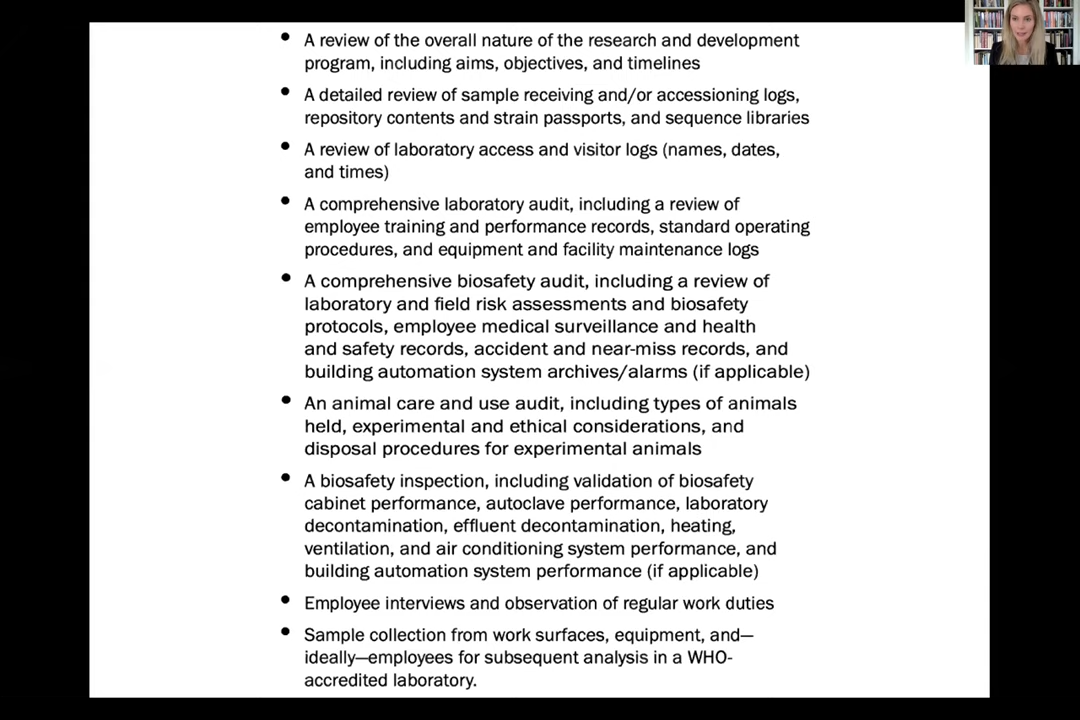 • A review of the overall nature of the research and development
program, including aims, objectives, and timelines
• A detailed review of sample receiving and/or accessioning logs,
repository contents and strain passports, and sequence libraries
• A review of laboratory access and visitor logs (names, dates,
and times)
• A comprehensive laboratory audit, including a review of
employee training and performance records, standard operating
procedures, and equipment and facility maintenance logs
• A comprehensive biosafety audit, including a review of
laboratory and field risk assessments and biosafety
protocols, employee medical surveillance and health
and safety records, accident and near-miss records, and
building automation system archives/alarms (if applicable)
• An animal care and use audit, including types of animals
held, experimental and ethical considerations, and
disposal procedures for experimental animals
• A biosafety inspection, including validation of biosafety
cabinet performance, autoclave performance, laboratory
decontamination, effluent decontamination, heating,
ventilation, and air conditioning system performance, and
building automation system performance (if applicable)
• Employee interviews and observation of regular work duties
• Sample collection from work surfaces, equipment, and—
ideally—employees for subsequent analysis in a WHO-
accredited laboratory.